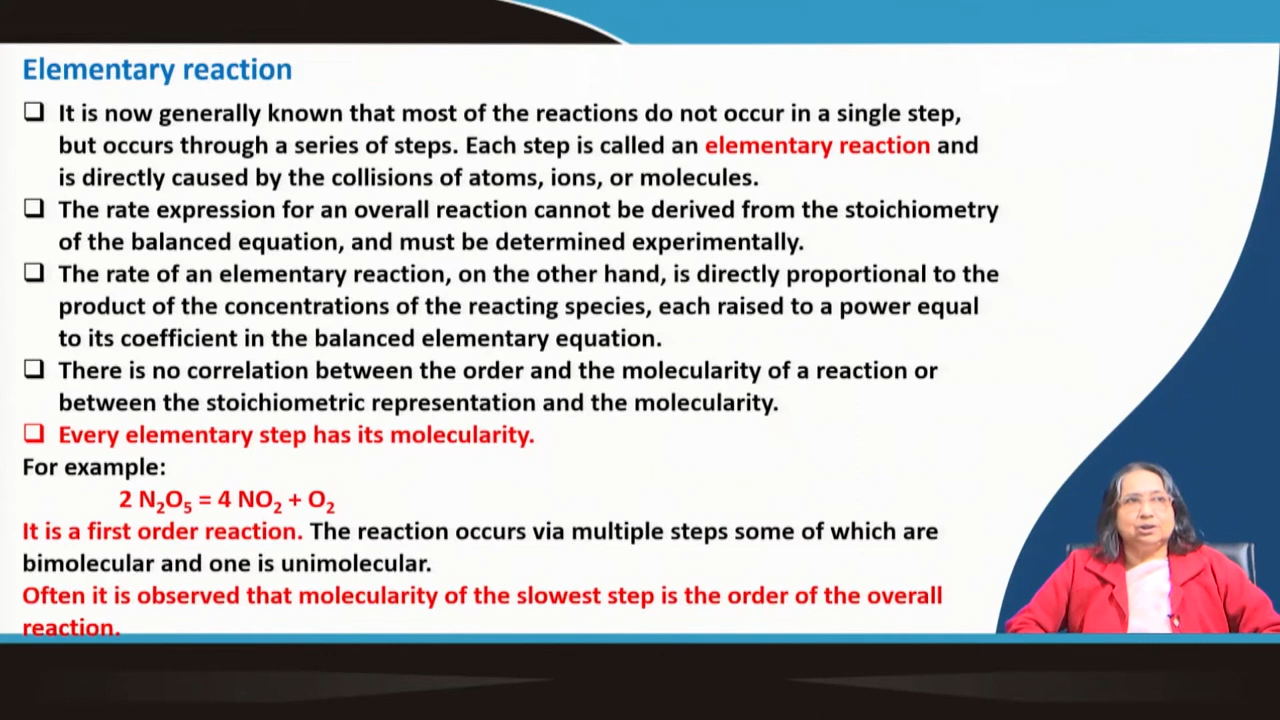 Elementary reaction
❑ It is now generally known that most of the reactions do not occur in a single step,
but occurs through a series of steps. Each step is called an elementary reaction and
is directly caused by the collisions of atoms, ions, or molecules.
❑ The rate expression for an overall reaction cannot be derived from the stoichiometry
of the balanced equation, and must be determined experimentally.
❑ The rate of an elementary reaction, on the other hand, is directly proportional to the
product of the concentrations of the reacting species, each raised to a power equal
to its coefficient in the balanced elementary equation.
❑ There is no correlation between the order and the molecularity of a reaction or
between the stoichiometric representation and the molecularity.
❑ Every elementary step has its molecularity.
For example:
2 N₂O₅ = 4 NO₂ + O₂
It is a first order reaction. The reaction occurs via multiple steps some of which are
bimolecular and one is unimolecular.
Often it is observed that molecularity of the slowest step is the order of the overall
reaction.